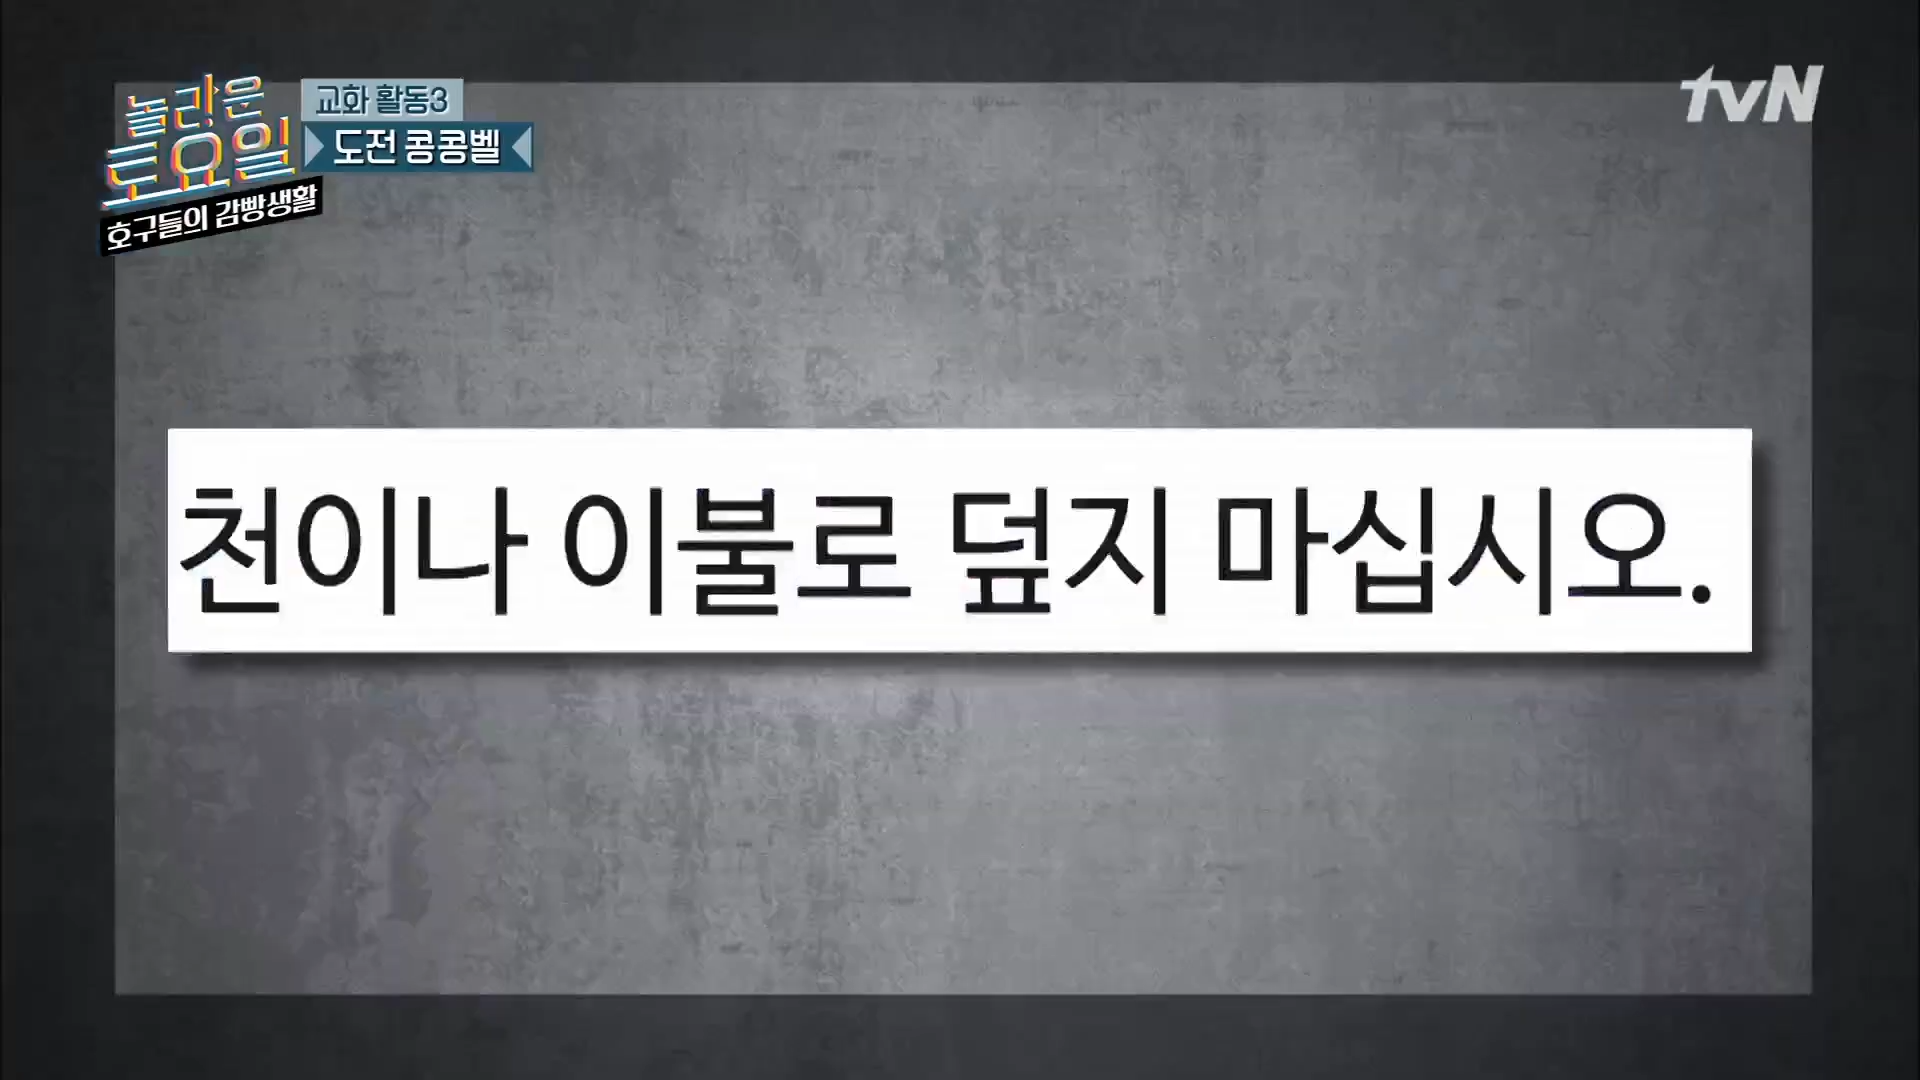 놀라운
토요일
호구들의 감빵생활
교화 활동3
도전 콩콩벨
tvN
천이나 이불로 덮지 마십시오.